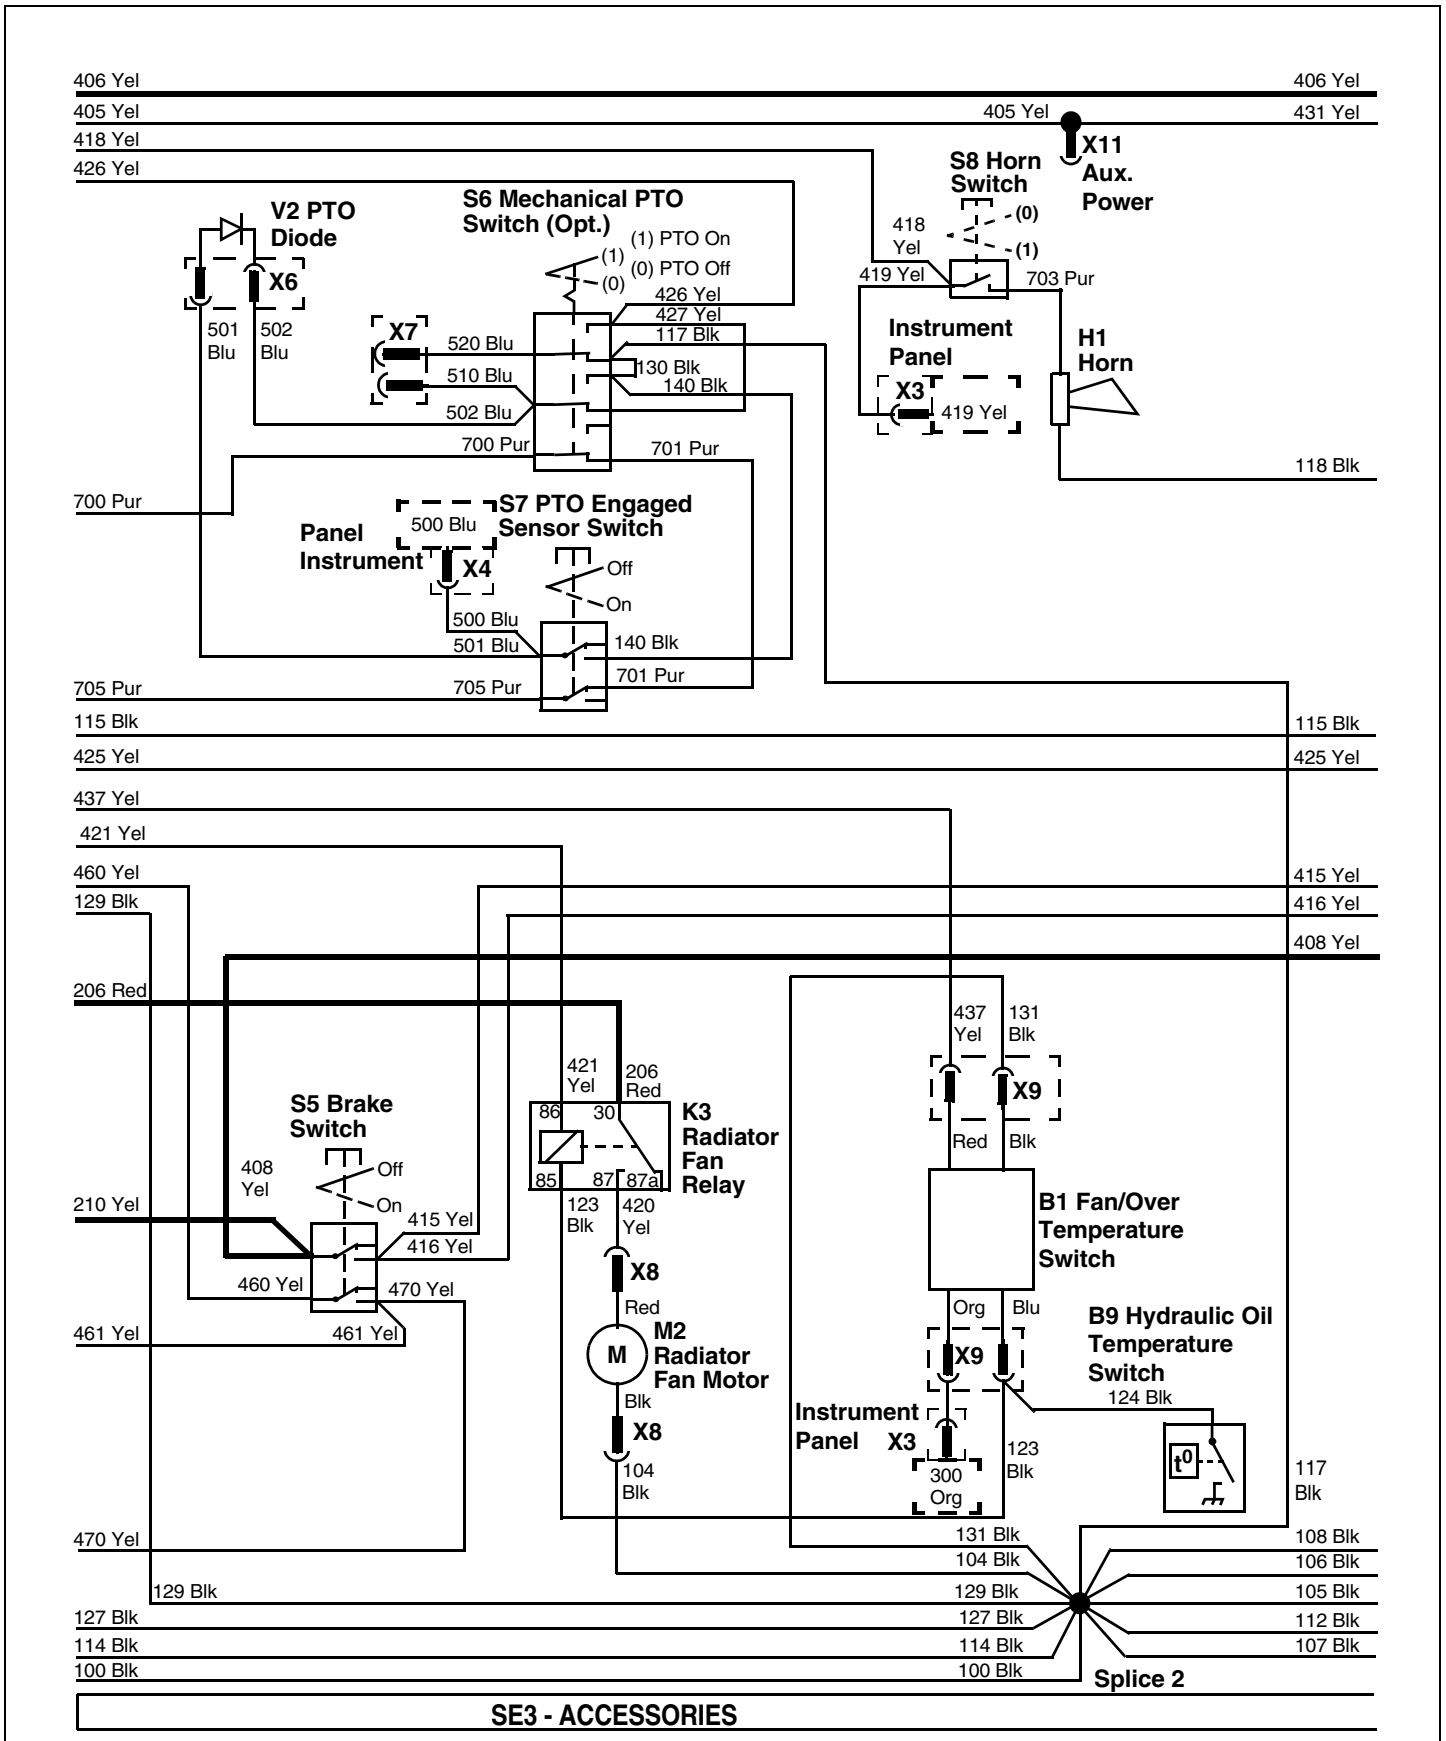 406 Yel
406 Yel
405 Yel
405 Yel
431 Yel
418 Yel
426 Yel
X11
Aux.
Power
S8 Horn
Switch
(0)
(1)
418
Yel
419 Yel
703 Pur
V2 PTO
Diode
X6
501
Blu
502
Blu
S6 Mechanical PTO
Switch (Opt.)
(1) PTO On
(1)
(0) PTO Off
(0)
426 Yel
427 Yel
117 Blk
130 Blk
140 Blk
X7
520 Blu
510 Blu
502 Blu
700 Pur
701 Pur
Instrument
Panel
X3
419 Yel
H1
Horn
118 Blk
700 Pur
500 Blu
Panel
Instrument
X4
S7 PTO Engaged
Sensor Switch
Off
On
500 Blu
501 Blu
140 Blk
701 Pur
705 Pur
705 Pur
115 Blk
115 Blk
425 Yel
425 Yel
437 Yel
421 Yel
460 Yel
415 Yel
129 Blk
416 Yel
408 Yel
206 Red
437
Yel
131
Blk
421
Yel
206
Red
X9
S5 Brake
Switch
86
30
K3
Radiator
Fan
Relay
85
87
87a
Red
Blk
408
Yel
Off
On
210 Yel
415 Yel
416 Yel
123
Blk
420
Yel
B1 Fan/Over
Temperature
Switch
460 Yel
470 Yel
X8
Red
461 Yel
461 Yel
M
M2
Radiator
Fan Motor
Org
Blu
X9
B9 Hydraulic Oil
Temperature
Switch
124 Blk
Blk
X8
Instrument
Panel
X3
104
Blk
300
Org
123
Blk
t0
117
Blk
470 Yel
131 Blk
108 Blk
104 Blk
106 Blk
129 Blk
129 Blk
105 Blk
127 Blk
127 Blk
112 Blk
114 Blk
114 Blk
107 Blk
100 Blk
100 Blk
Splice 2
SE3 - ACCESSORIES